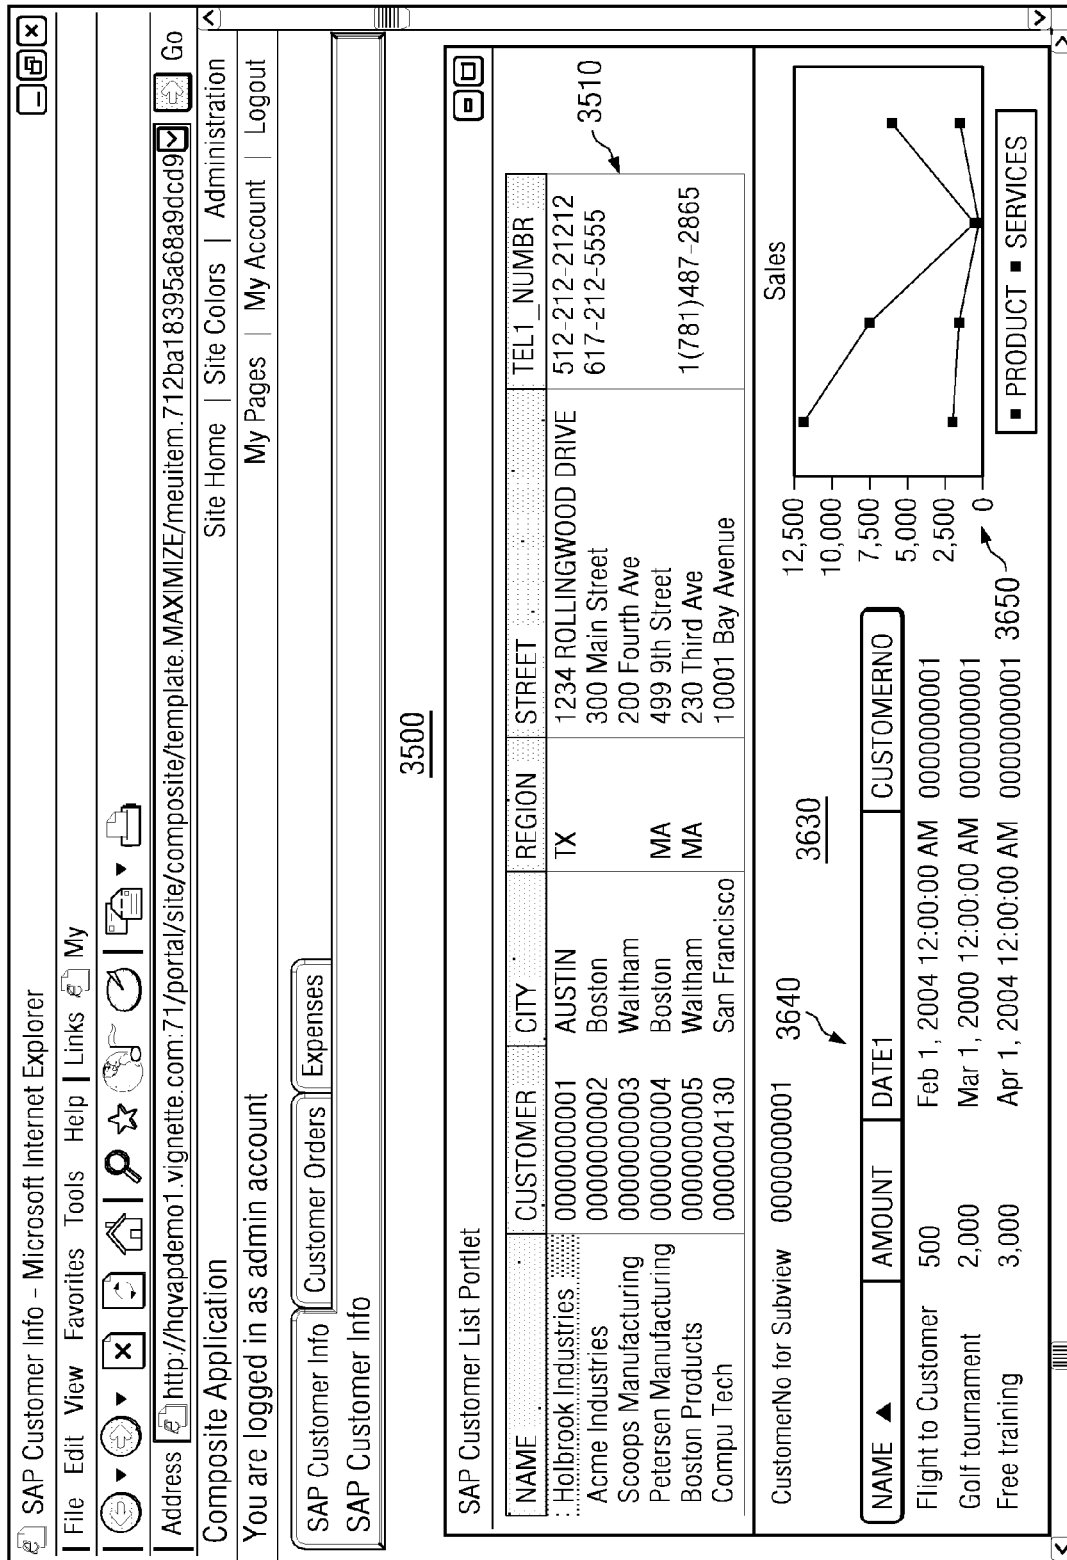 SAP Customer Info - Microsoft Internet Explorer
File Edit View Favorites Tools Help Links My
Address http://hqvapdemo1.vignette.com:71/portal/site/composite/template.MAXIMIZE/meuitem.712ba18395a68a9dcd9 Go
Composite Application Site Home | Site Colors | Administration
You are logged in as admin account My Pages | My Account | Logout
SAP Customer Info Customer Orders Expenses
SAP Customer Info
3500
SAP Customer List Portlet
NAME CUSTOMER CITY REGION STREET TEL1_NUMBR
Holbrook Industries 0000000001 AUSTIN TX 1234 ROLLINGWOOD DRIVE 512-212-21212
Acme Industries 0000000002 Boston 300 Main Street 617-212-5555
Scoops Manufacturing 0000000003 Waltham 200 Fourth Ave
Petersen Manufacturing 0000000004 Boston MA 499 9th Street
Boston Products 0000000005 Waltham MA 230 Third Ave 1(781)487-2865
Compu Tech 0000004130 San Francisco 10001 Bay Avenue
3510
CustomerNo for Subview 0000000001
3640
3630
NAME ▲ AMOUNT DATE1 CUSTOMERNO
Flight to Customer 500 Feb 1, 2004 12:00:00 AM 0000000001
Golf tournament 2,000 Mar 1, 2000 12:00:00 AM 0000000001
Free training 3,000 Apr 1, 2004 12:00:00 AM 0000000001
Sales
12,500
10,000
7,500
5,000
2,500
0
3650
PRODUCT SERVICES